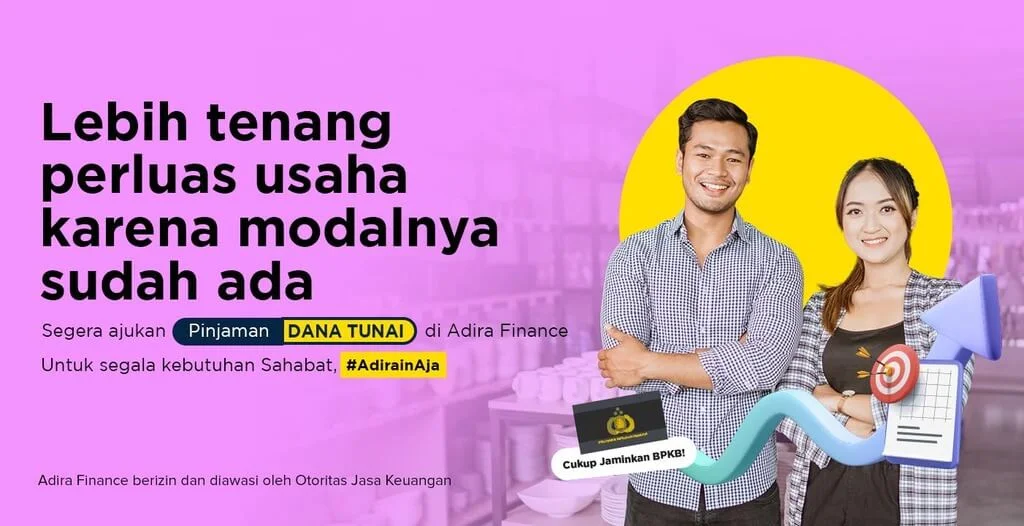 Lebih tenang
perluas usaha
karena modalnya
sudah ada
Segera ajukan Pinjaman DANA TUNAI di Adira Finance
Untuk segala kebutuhan Sahabat, #AdirainAja
Cukup Jaminkan BPKB!
Adira Finance berizin dan diawasi oleh Otoritas Jasa Keuangan